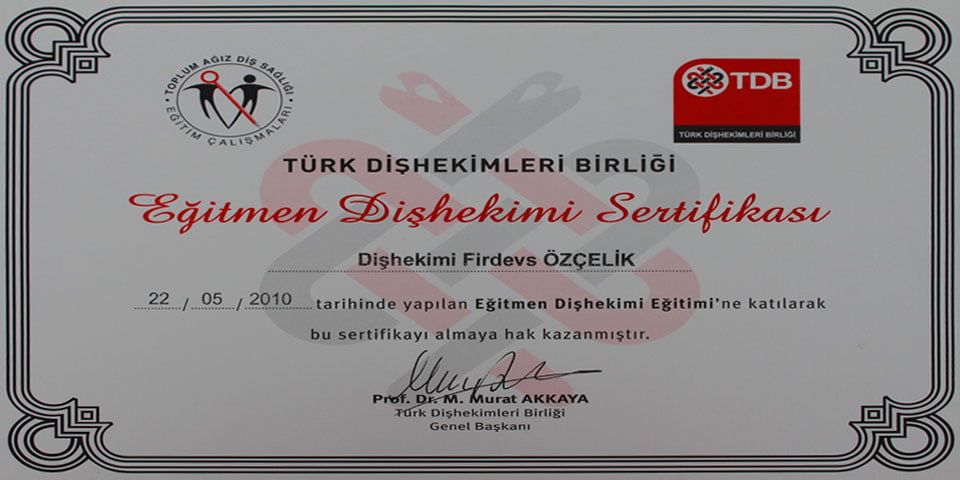 TOPLUM AĞIZ DİŞ SAĞLIĞI
EĞİTİM ÇALIŞMALARI
TDB
TÜRK DİŞHEKİMLERİ BİRLİĞİ
TÜRK DİŞHEKİMLERİ BİRLİĞİ
Eğitmen Dişhekimi Sertifikası
Dişhekimi Firdevs ÖZÇELİK
22 / 05 / 2010 tarihinde yapılan Eğitmen Dişhekimi Eğitimi'ne katılarak
bu sertifikayı almaya hak kazanmıştır.
Prof. Dr. M. Murat AKKAYA
Türk Dişhekimleri Birliği
Genel Başkanı